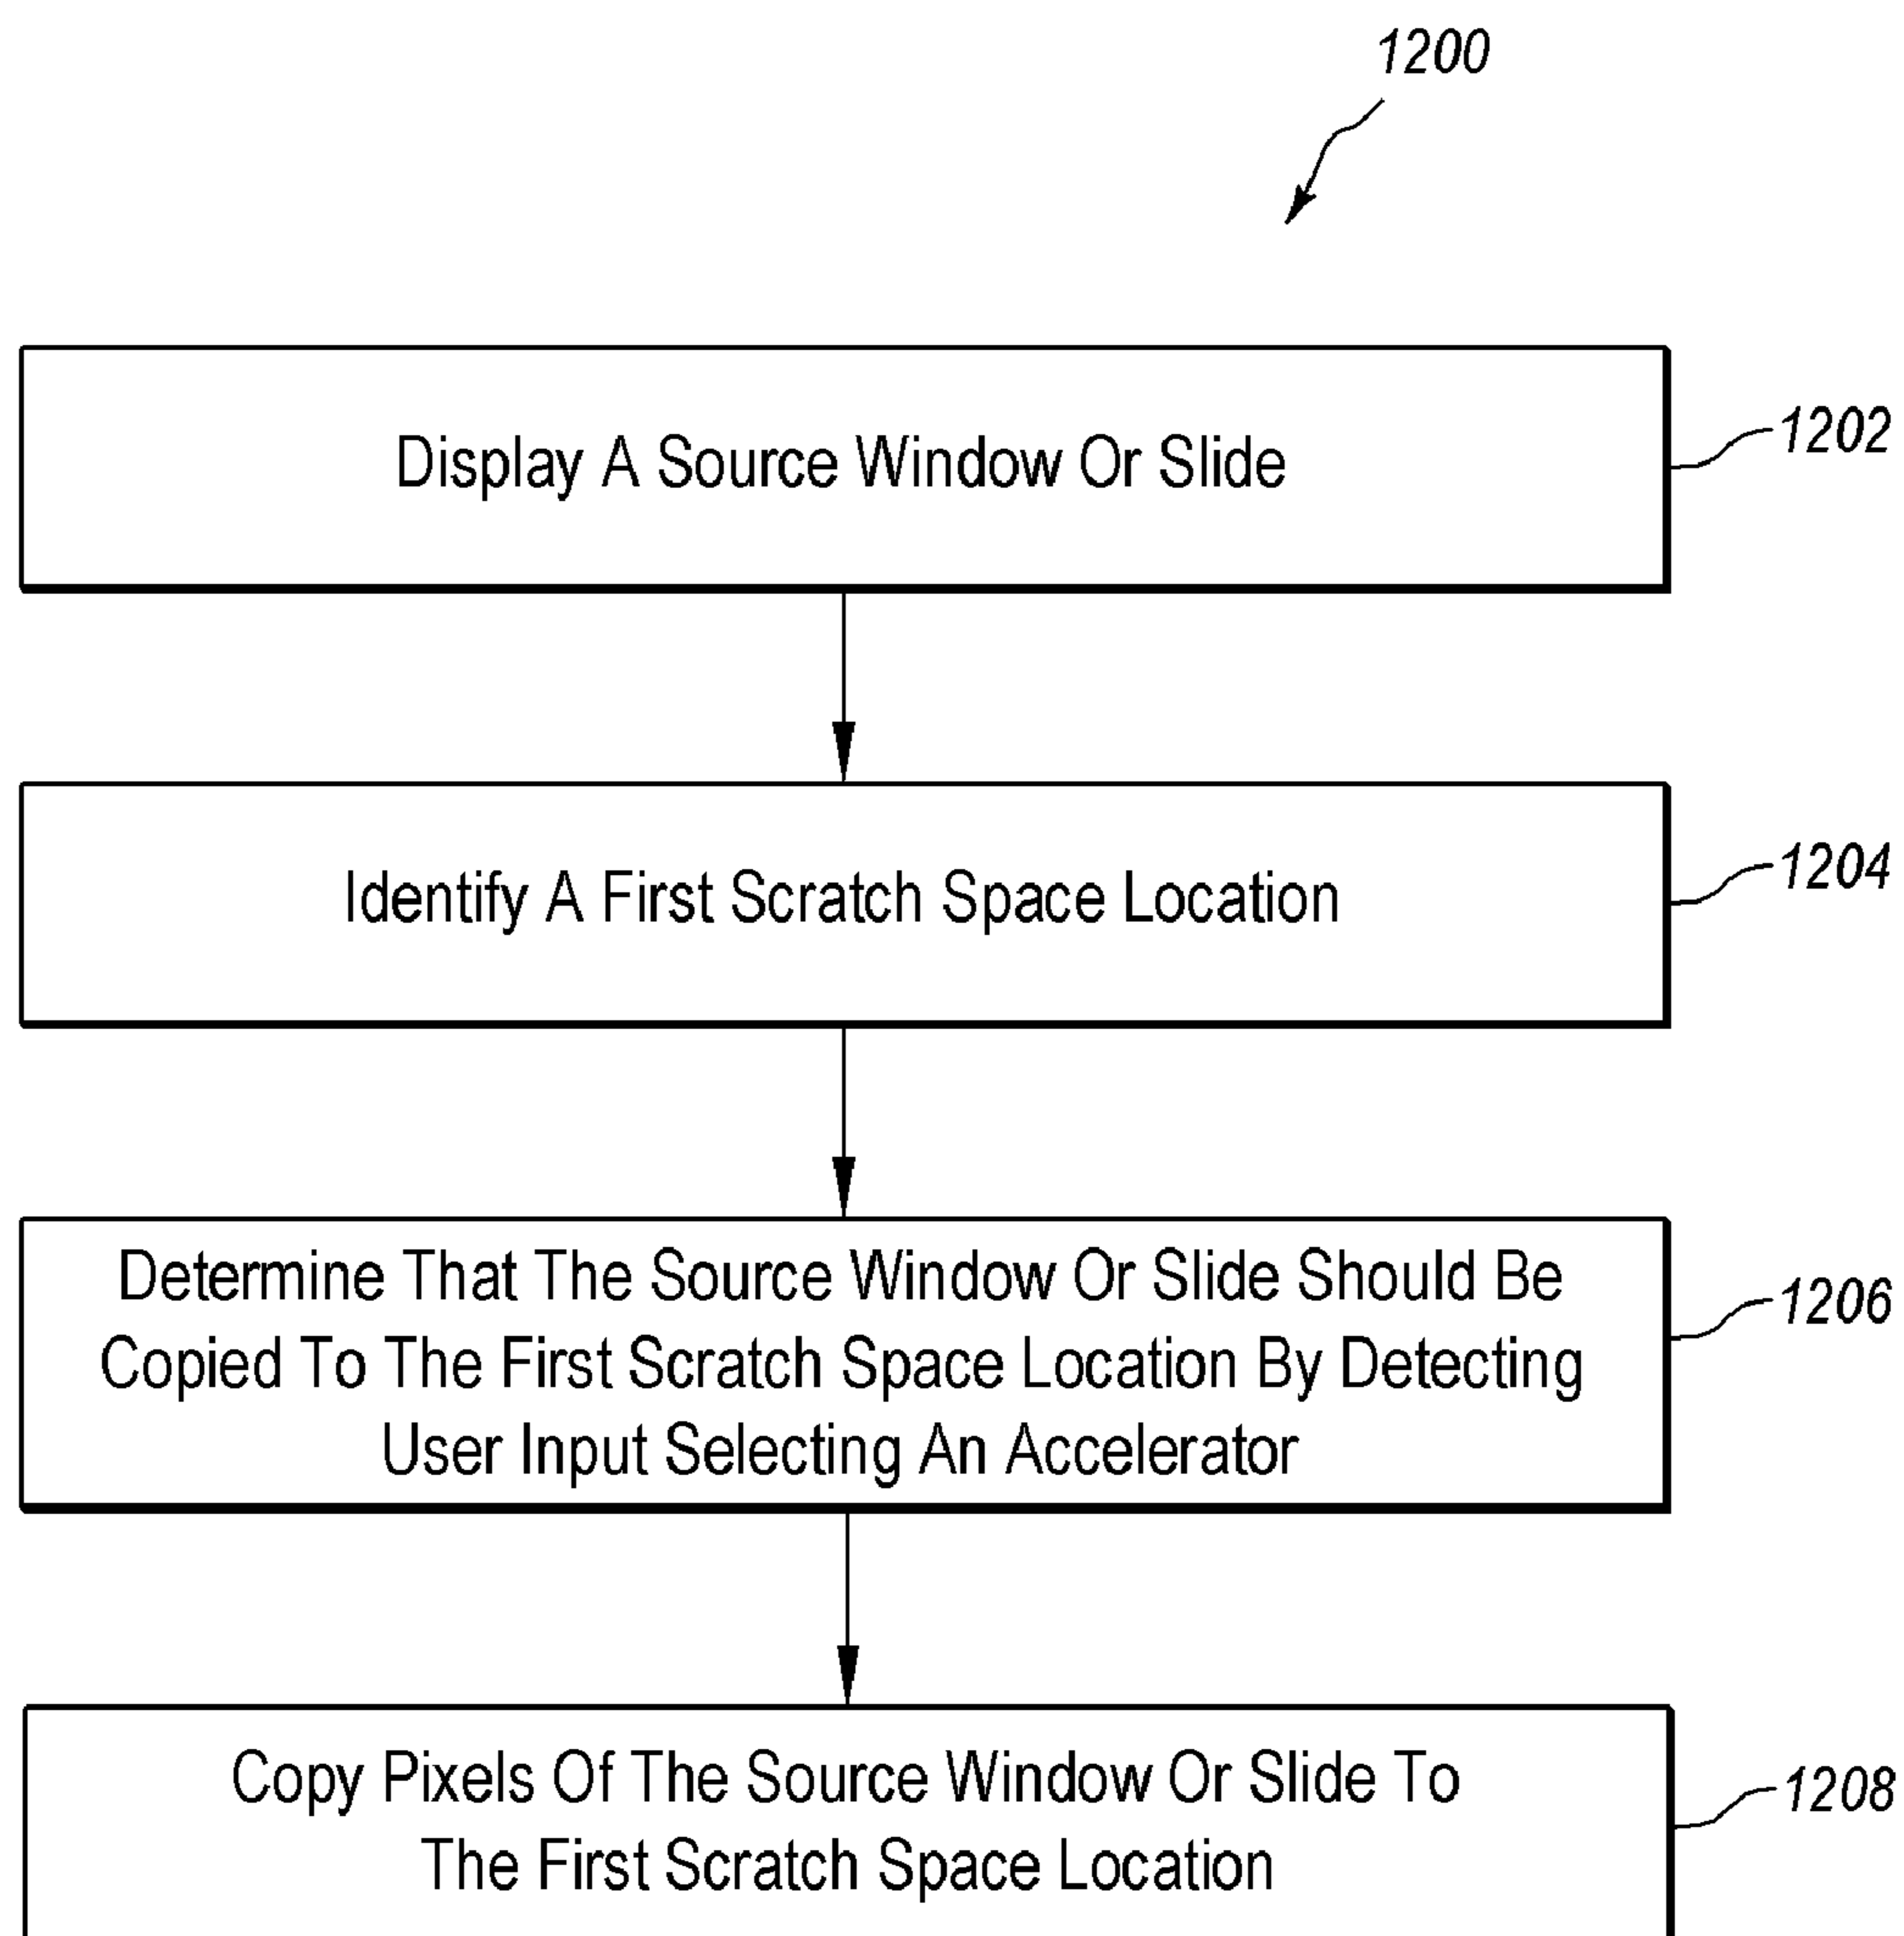 1200
Display A Source Window Or Slide
1202
Identify A First Scratch Space Location
1204
Determine That The Source Window Or Slide Should Be
Copied To The First Scratch Space Location By Detecting
User Input Selecting An Accelerator
1206
Copy Pixels Of The Source Window Or Slide To
The First Scratch Space Location
1208